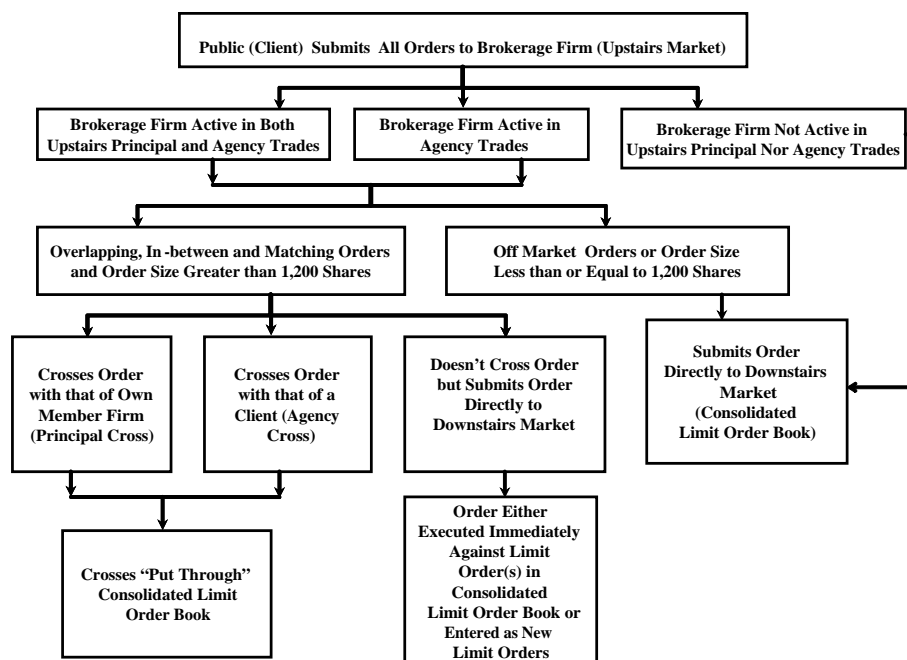 Public (Client) Submits All Orders to Brokerage Firm (Upstairs Market)
Brokerage Firm Active in Both
Upstairs Principal and Agency Trades
Brokerage Firm Active in
Agency Trades
Brokerage Firm Not Active in
Upstairs Principal Nor Agency Trades
Overlapping, In -between and Matching Orders
and Order Size Greater than 1,200 Shares
Off Market Orders or Order Size
Less than or Equal to 1,200 Shares
Crosses Order
with that of Own
Member Firm
(Principal Cross)
Crosses Order
with that of a
Client (Agency
Cross)
Doesn’t Cross Order
but Submits Order
Directly to
Downstairs Market
Submits Order
Directly to Downstairs
Market
(Consolidated
Limit Order Book)
Crosses “Put Through”
Consolidated Limit
Order Book
Order Either
Executed Immediately
Against Limit
Order(s) in
Consolidated
Limit Order Book or
Entered as New
Limit Orders